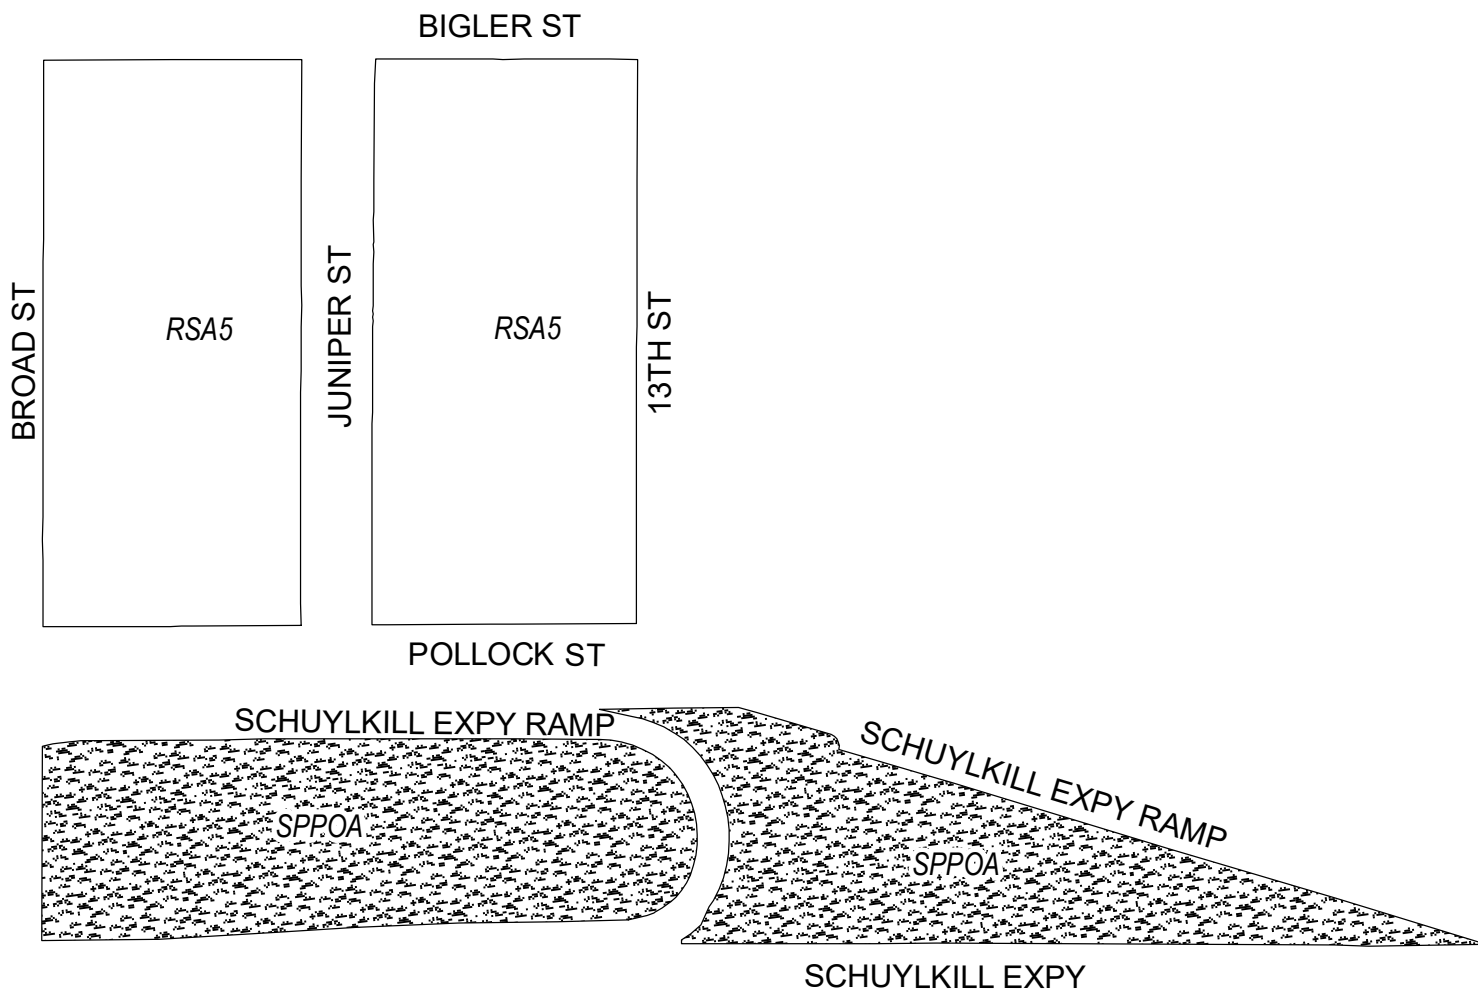 BIGLER ST
BROAD ST
RSA5
JUNIPER ST
RSA5
13TH ST
POLLOCK ST
SCHUYLKILL EXPY RAMP
SCHUYLKILL EXPY RAMP
SPPOA
SPPOA
SCHUYLKILL EXPY